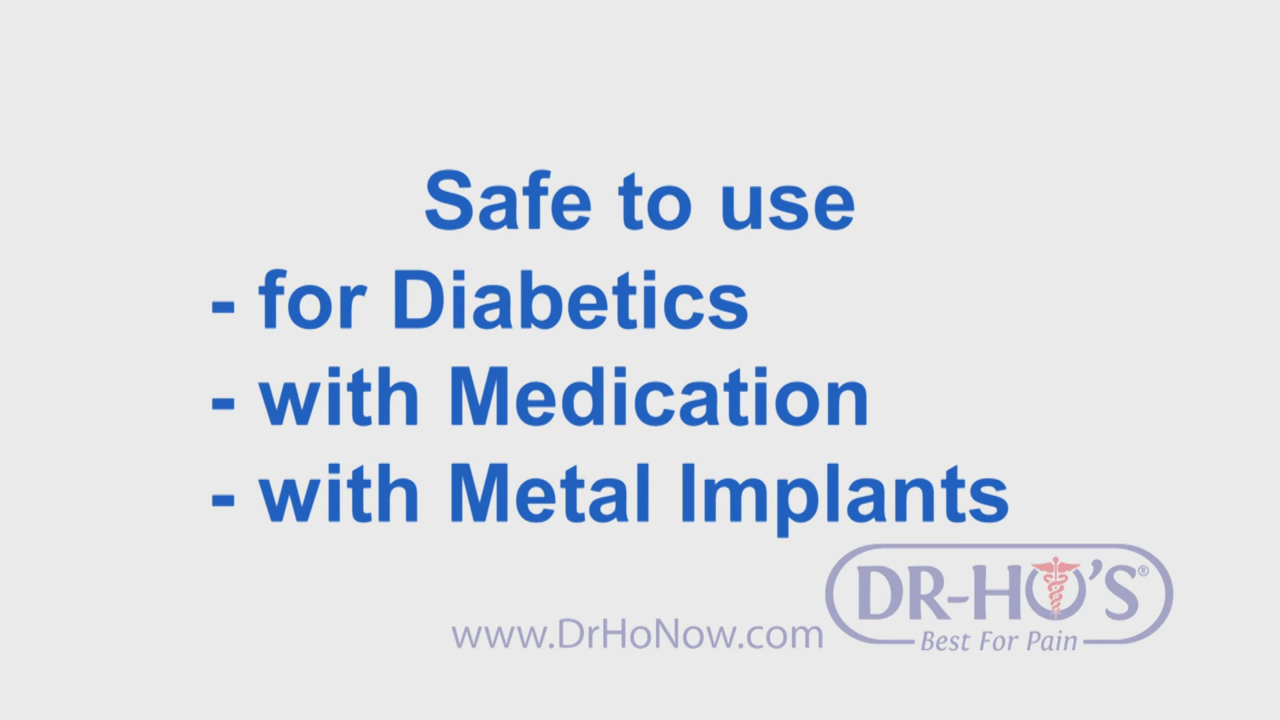 Safe to use
- for Diabetics
- with Medication
- with Metal Implants
DR-HO'S®
www.DrHoNow.com
Best For Pain